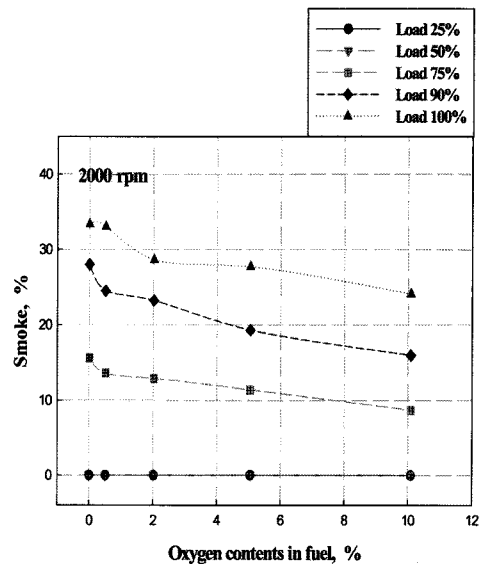 Load 25%
Load 50%
Load 75%
Load 90%
Load 100%
2000 rpm
40
30
20
10
0
Smoke, %
0 2 4 6 8 10 12
Oxygen contents in fuel, %